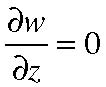 ∂w/∂z = 0